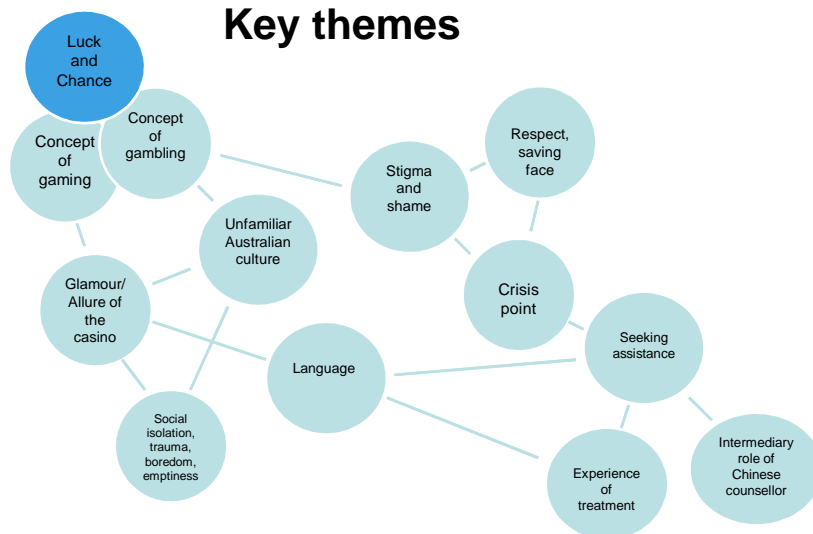 Key themes
Luck
and
Chance
Concept
of
gambling
Concept
of
gaming
Respect,
saving
face
Stigma
and
shame
Unfamiliar
Australian
culture
Glamour/
Allure of
the
casino
Crisis
point
Seeking
assistance
Language
Social
isolation,
trauma,
boredom,
emptiness
Experience
of
treatment
Intermediary
role of
Chinese
counsellor